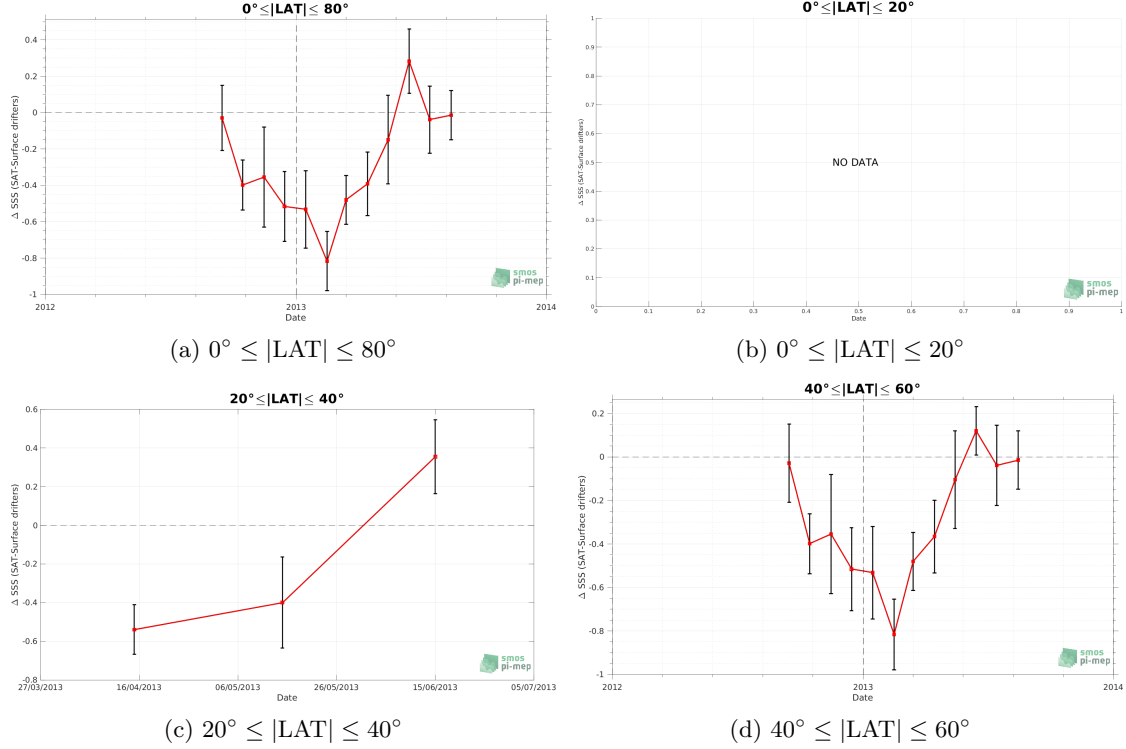 0°≤|LAT|≤ 80°
Δ SSS (SAT-Surface drifters)
0.4
0.2
0
-0.2
-0.4
-0.6
-0.8
-1
2012 2013 2014
Date
smos
pi-mep
(a) 0° ≤ |LAT| ≤ 80°
0°≤|LAT|≤ 20°
Δ SSS (SAT-Surface drifters)
1
0.9
0.8
0.7
0.6
0.5
0.4
0.3
0.2
0.1
0
NO DATA
0 0.1 0.2 0.3 0.4 0.5 0.6 0.7 0.8 0.9 1
Date
smos
pi-mep
(b) 0° ≤ |LAT| ≤ 20°
20°≤|LAT|≤ 40°
Δ SSS (SAT-Surface drifters)
0.6
0.4
0.2
0
-0.2
-0.4
-0.6
-0.8
27/03/2013 16/04/2013 06/05/2013 26/05/2013 15/06/2013 05/07/2013
Date
smos
pi-mep
(c) 20° ≤ |LAT| ≤ 40°
40°≤|LAT|≤ 60°
Δ SSS (SAT-Surface drifters)
0.2
0
-0.2
-0.4
-0.6
-0.8
-1
2012 2013 2014
Date
smos
pi-mep
(d) 40° ≤ |LAT| ≤ 60°